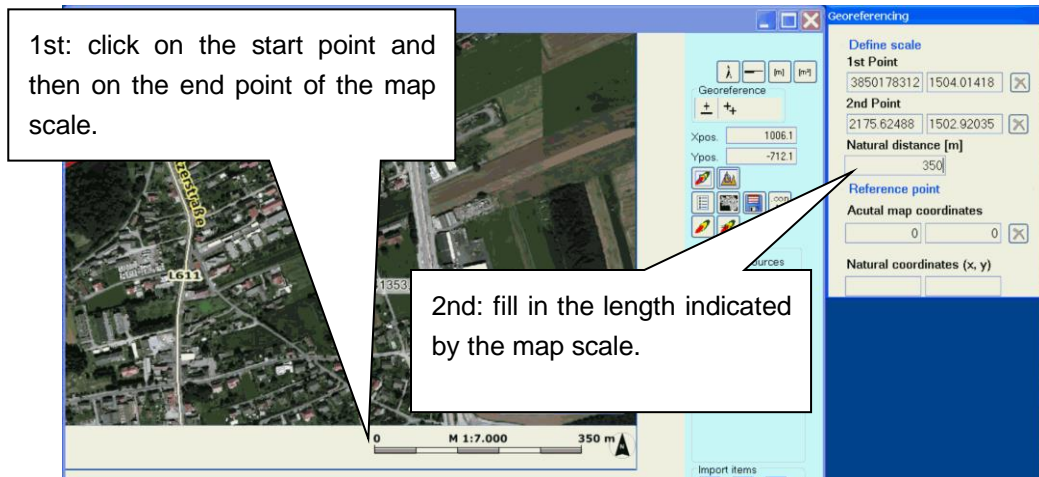 1st: click on the start point and
then on the end point of the map
scale.
L611
1353.
0 M 1:7.000 350 m
2nd: fill in the length indicated
by the map scale.
[m] [m²]
Georeference
Xpos. 1006.1
Ypos. -712.1
Import items
Georeferencing
Define scale
1st Point
3850178312 1504.01418
2nd Point
2175.62488 1502.92035
Natural distance [m]
350
Reference point
Acutal map coordinates
0 0
Natural coordinates (x, y)